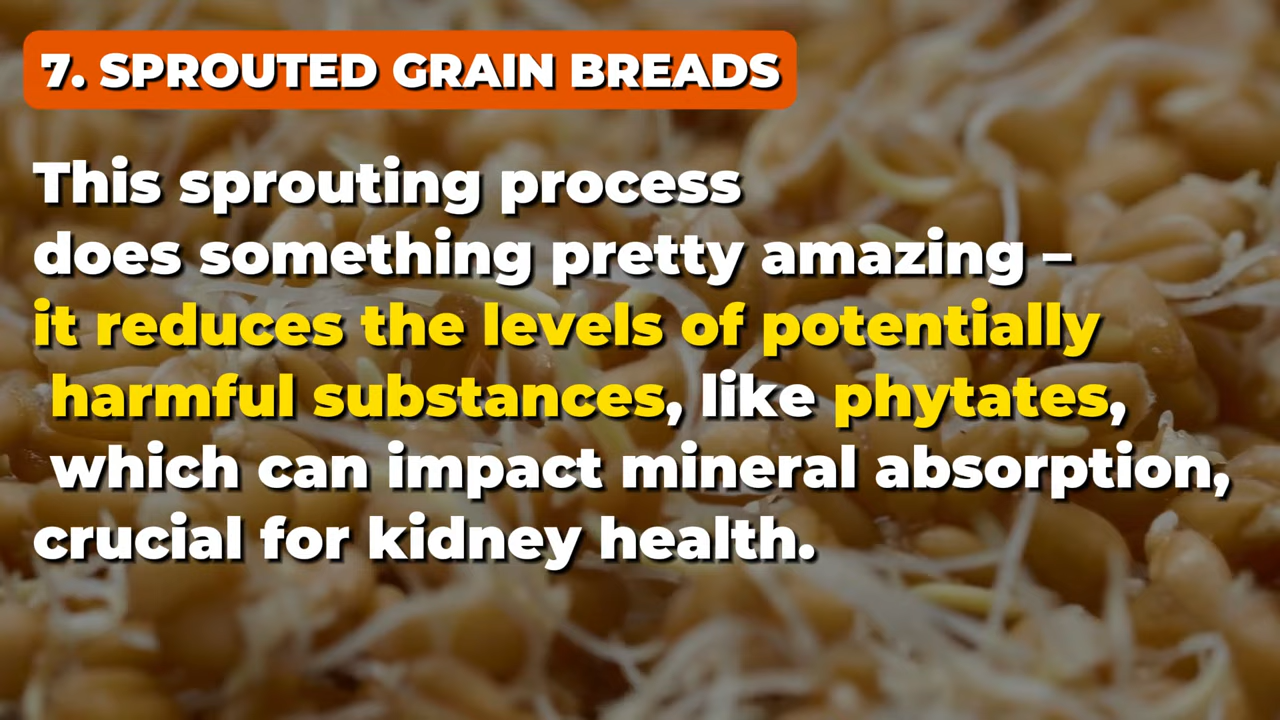 7. SPROUTED GRAIN BREADS
This sprouting process
does something pretty amazing –
it reduces the levels of potentially
harmful substances, like phytates,
which can impact mineral absorption,
crucial for kidney health.